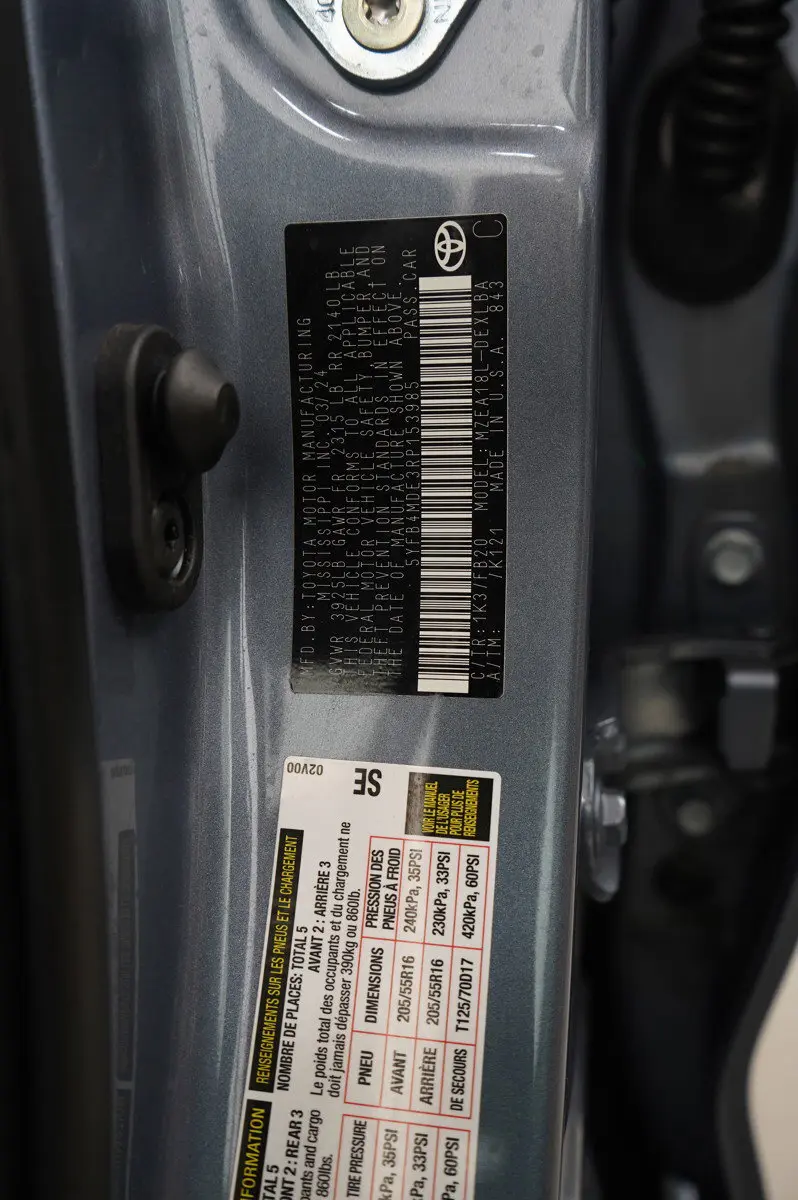 MFD.BY:TOYOTA MOTOR MANUFACTURING
MISSISSIPPI INC. 03/24
GVWR 3925LB GAWR FR 2315 LB RR 2140LB
THIS VEHICLE CONFORMS TO ALL APPLICABLE
FEDERAL MOTOR VEHICLE SAFETY, BUMPER, AND
THEFT PREVENTION STANDARDS IN EFFECT ON
THE DATE OF MANUFACTURE SHOWN ABOVE.
5YFB4MDE3RP153985 PASS.CAR
C/TR:1K3/FB20 MODEL:MZEA18L-DEXLBA
A/TM: /K121 MADE IN U.S.A. 843
C
02V00
SE
RENSEIGNEMENTS SUR LES PNEUS ET LE CHARGEMENT
NOMBRE DE PLACES: TOTAL 5
AVANT 2 : ARRIÈRE 3
Le poids total des occupants et du chargement ne
doit jamais dépasser 390kg ou 860lb.
VOIR LE MANUEL
DE L'USAGER
POUR PLUS DE
RENSEIGNEMENTS
PNEU DIMENSIONS PRESSION DES PNEUS À FROID
AVANT 205/55R16 240kPa, 35PSI
ARRIÈRE 205/55R16 230kPa, 33PSI
DE SECOURS T125/70D17 420kPa, 60PSI
FORMATION
TAL 5
ONT 2 : REAR 3
pants and cargo
860lbs.
TIRE PRESSURE
kPa, 35PSI
kPa, 33PSI
kPa, 60PSI